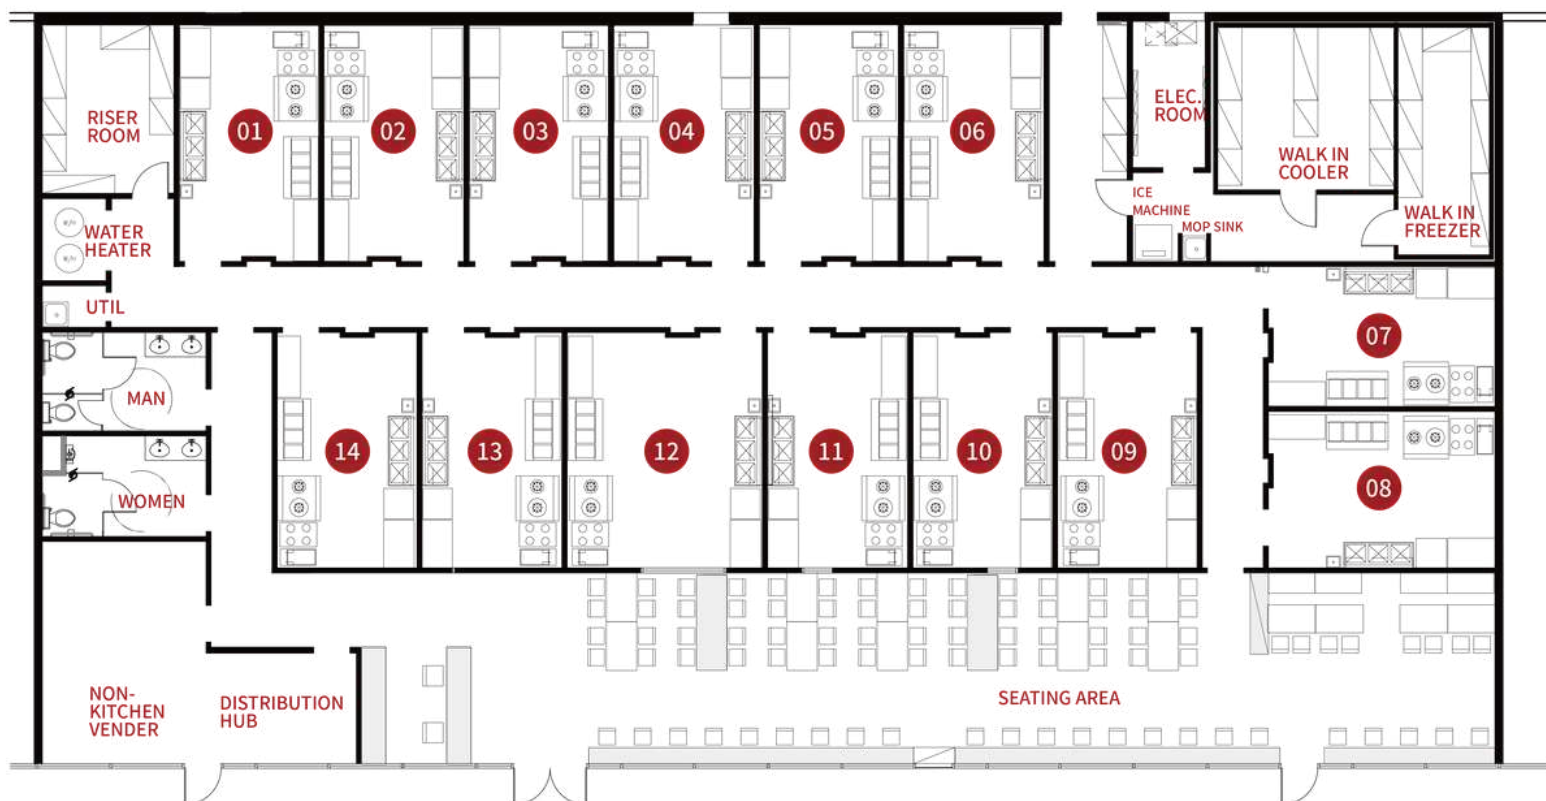 RISER
ROOM
01
02
03
04
05
06
ELEC.
ROOM
WALK IN
COOLER
WALK IN
FREEZER
ICE
MACHINE
MOP SINK
WATER
HEATER
UTIL
07
MAN
WOMEN
14
13
12
11
10
09
08
NON-
KITCHEN
VENDER
DISTRIBUTION
HUB
SEATING AREA